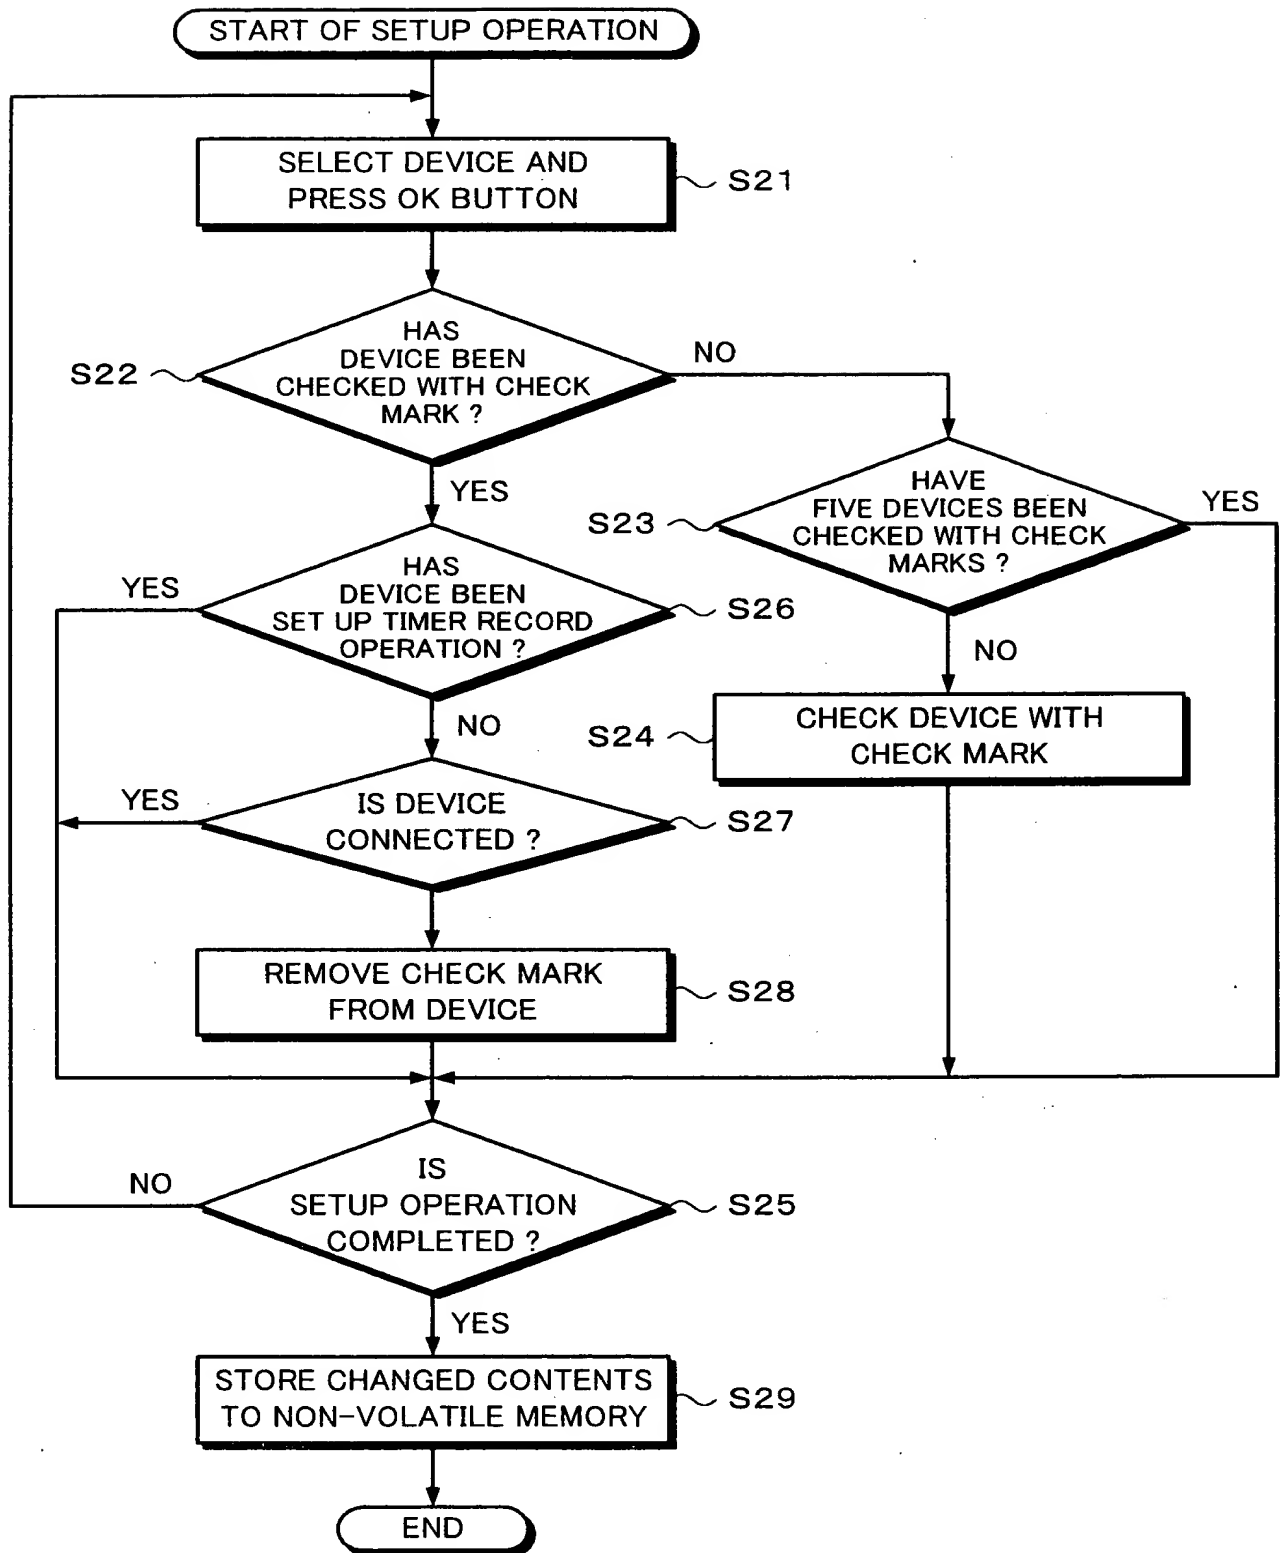 START OF SETUP OPERATION
SELECT DEVICE AND
PRESS OK BUTTON
S21
HAS
DEVICE BEEN
CHECKED WITH CHECK
MARK ?
S22
NO
YES
HAVE
FIVE DEVICES BEEN
CHECKED WITH CHECK
MARKS ?
S23
YES
NO
HAS
DEVICE BEEN
SET UP TIMER RECORD
OPERATION ?
S26
YES
NO
CHECK DEVICE WITH
CHECK MARK
S24
IS DEVICE
CONNECTED ?
S27
YES
REMOVE CHECK MARK
FROM DEVICE
S28
IS
SETUP OPERATION
COMPLETED ?
S25
NO
YES
STORE CHANGED CONTENTS
TO NON-VOLATILE MEMORY
S29
END